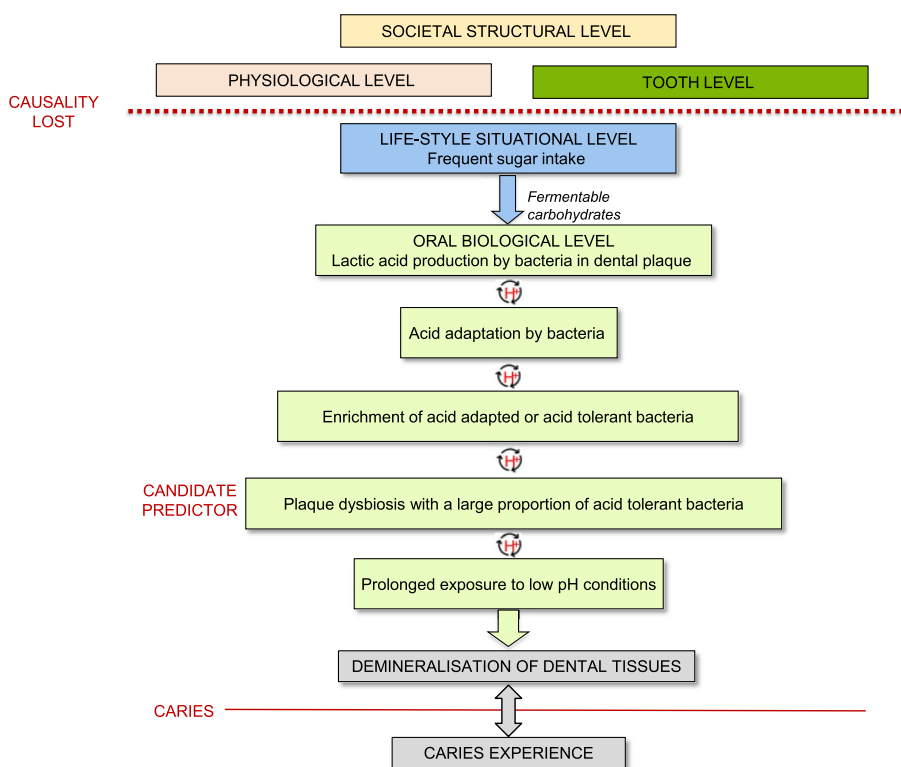 SOCIETAL STRUCTURAL LEVEL
PHYSIOLOGICAL LEVEL
TOOTH LEVEL
CAUSALITY
LOST
LIFE-STYLE SITUATIONAL LEVEL
Frequent sugar intake
Fermentable
carbohydrates
ORAL BIOLOGICAL LEVEL
Lactic acid production by bacteria in dental plaque
H+
Acid adaptation by bacteria
H+
Enrichment of acid adapted or acid tolerant bacteria
H+
CANDIDATE
PREDICTOR
Plaque dysbiosis with a large proportion of acid tolerant bacteria
H+
Prolonged exposure to low pH conditions
DEMINERALISATION OF DENTAL TISSUES
CARIES
CARIES EXPERIENCE